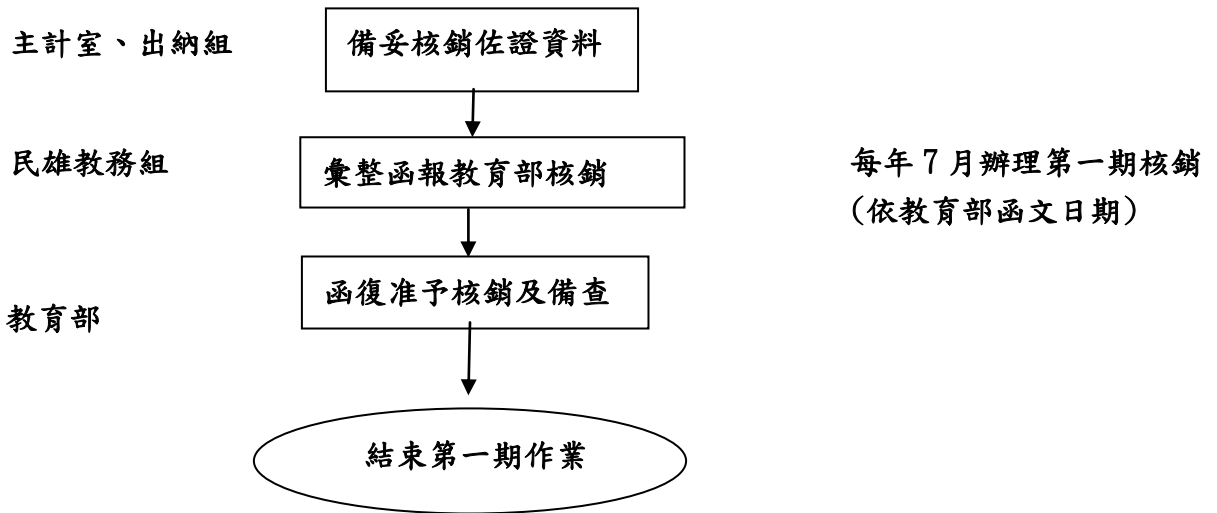 主計室、出納組
備妥核銷佐證資料
民雄教務組
彙整函報教育部核銷
每年 7 月辦理第一期核銷
(依教育部函文日期)
函復准予核銷及備查
教育部
結束第一期作業